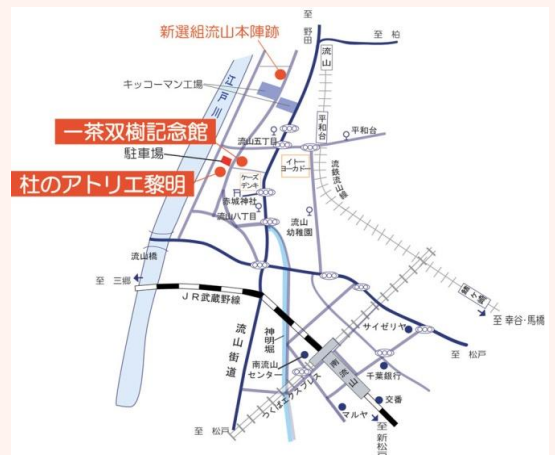 新選組流山本陣跡
至 野田
至 柏
流山
キッコーマン工場
江戸川
一茶双樹記念館
駐車場
杜のアトリエ黎明
流山五丁目
平和台
平和台
イトーヨーカドー
ケーズデンキ
赤城神社
流山八丁目
流山幼稚園
流鉄流山線
流山橋
至 三郷
JR武蔵野線
流山街道
神明堀
鰭ヶ崎
至 幸谷・馬橋
サイゼリヤ
至 松戸
南流山センター
南流山
千葉銀行
つくばエクスプレス
交番
マルヤ
至 松戸
至 新松戸